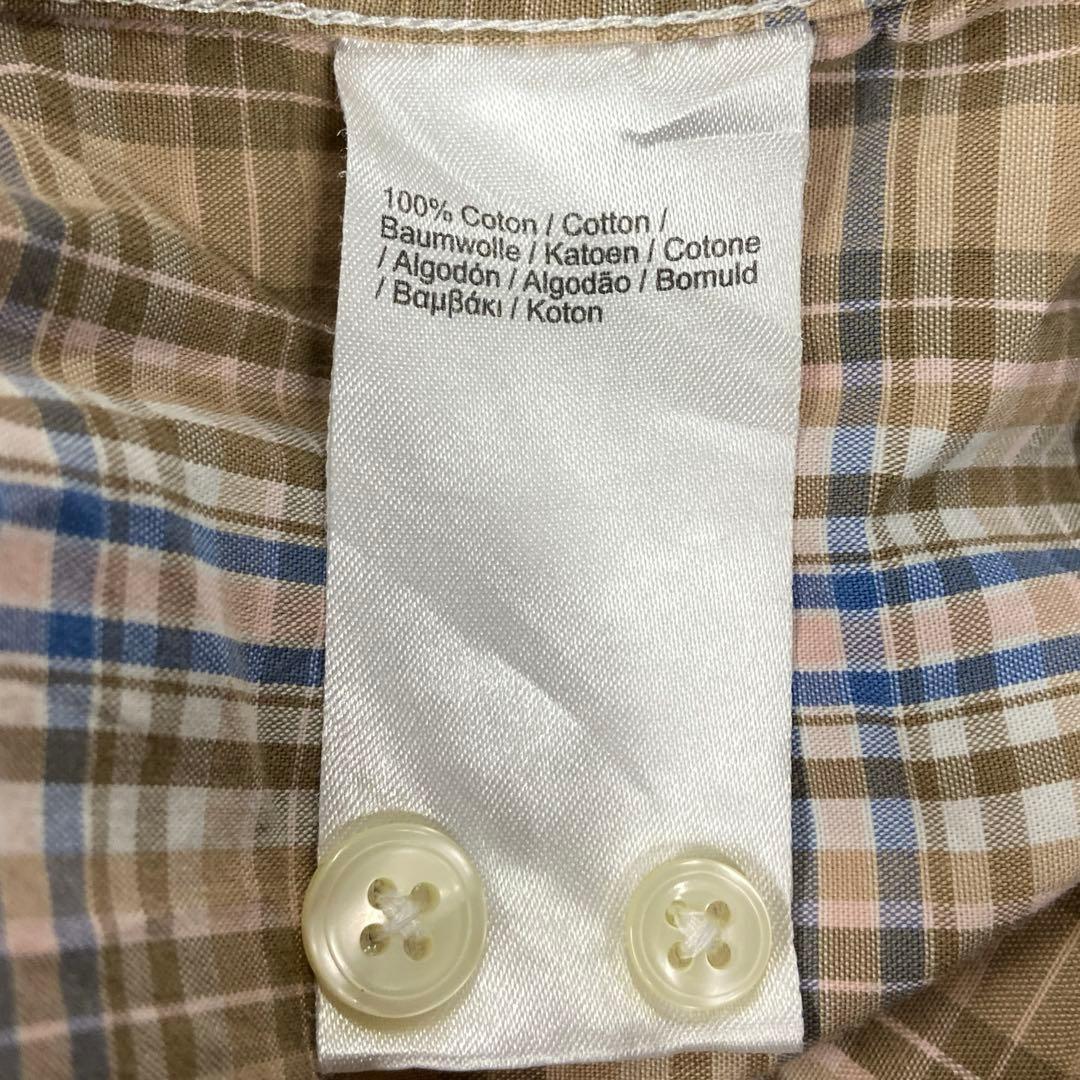 100% Coton / Cotton /
Baumwolle / Katoen / Cotone
/ Algodón / Algodão / Bomuld
/ Βαμβάκι / Koton